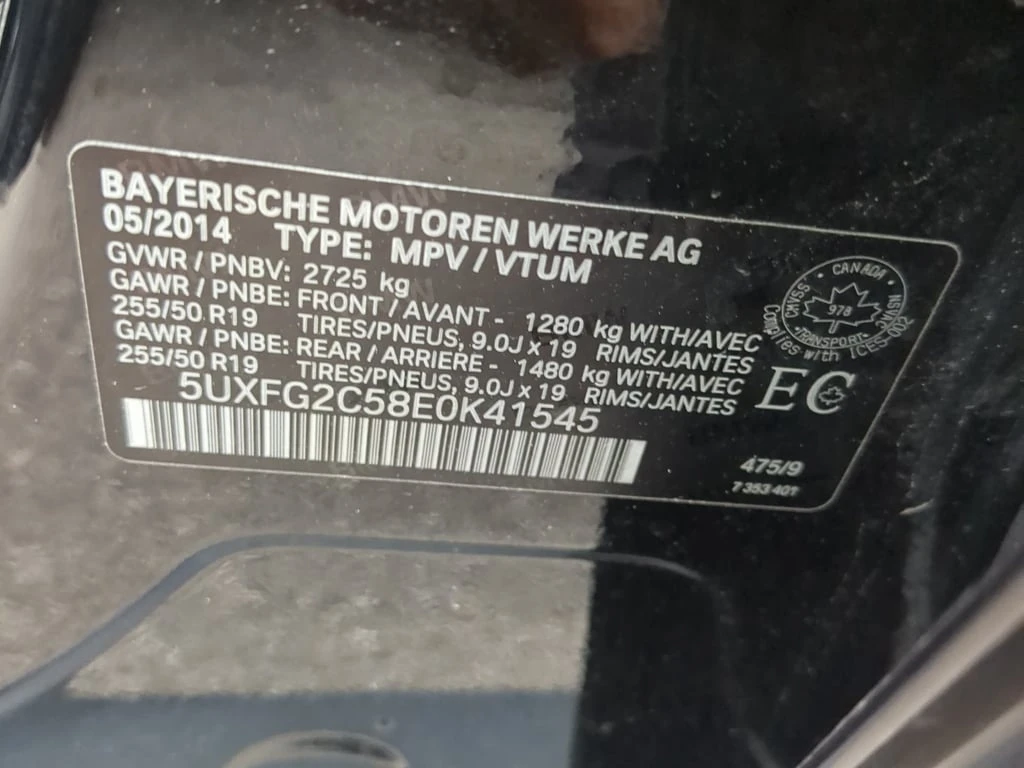 BAYERISCHE MOTOREN WERKE AG
05/2014 TYPE: MPV / VTUM
GVWR / PNBV: 2725 kg
GAWR / PNBE: FRONT / AVANT - 1280 kg WITH/AVEC
255/50 R19 TIRES/PNEUS, 9.0J x 19 RIMS/JANTES
GAWR / PNBE: REAR / ARRIERE - 1480 kg WITH/AVEC
255/50 R19 TIRES/PNEUS, 9.0J x 19 RIMS/JANTES
5UXFG2C58E0K41545
CANADA
978
TRANSPORT
Complies with ICES-002
EC
475/9
7 353 401